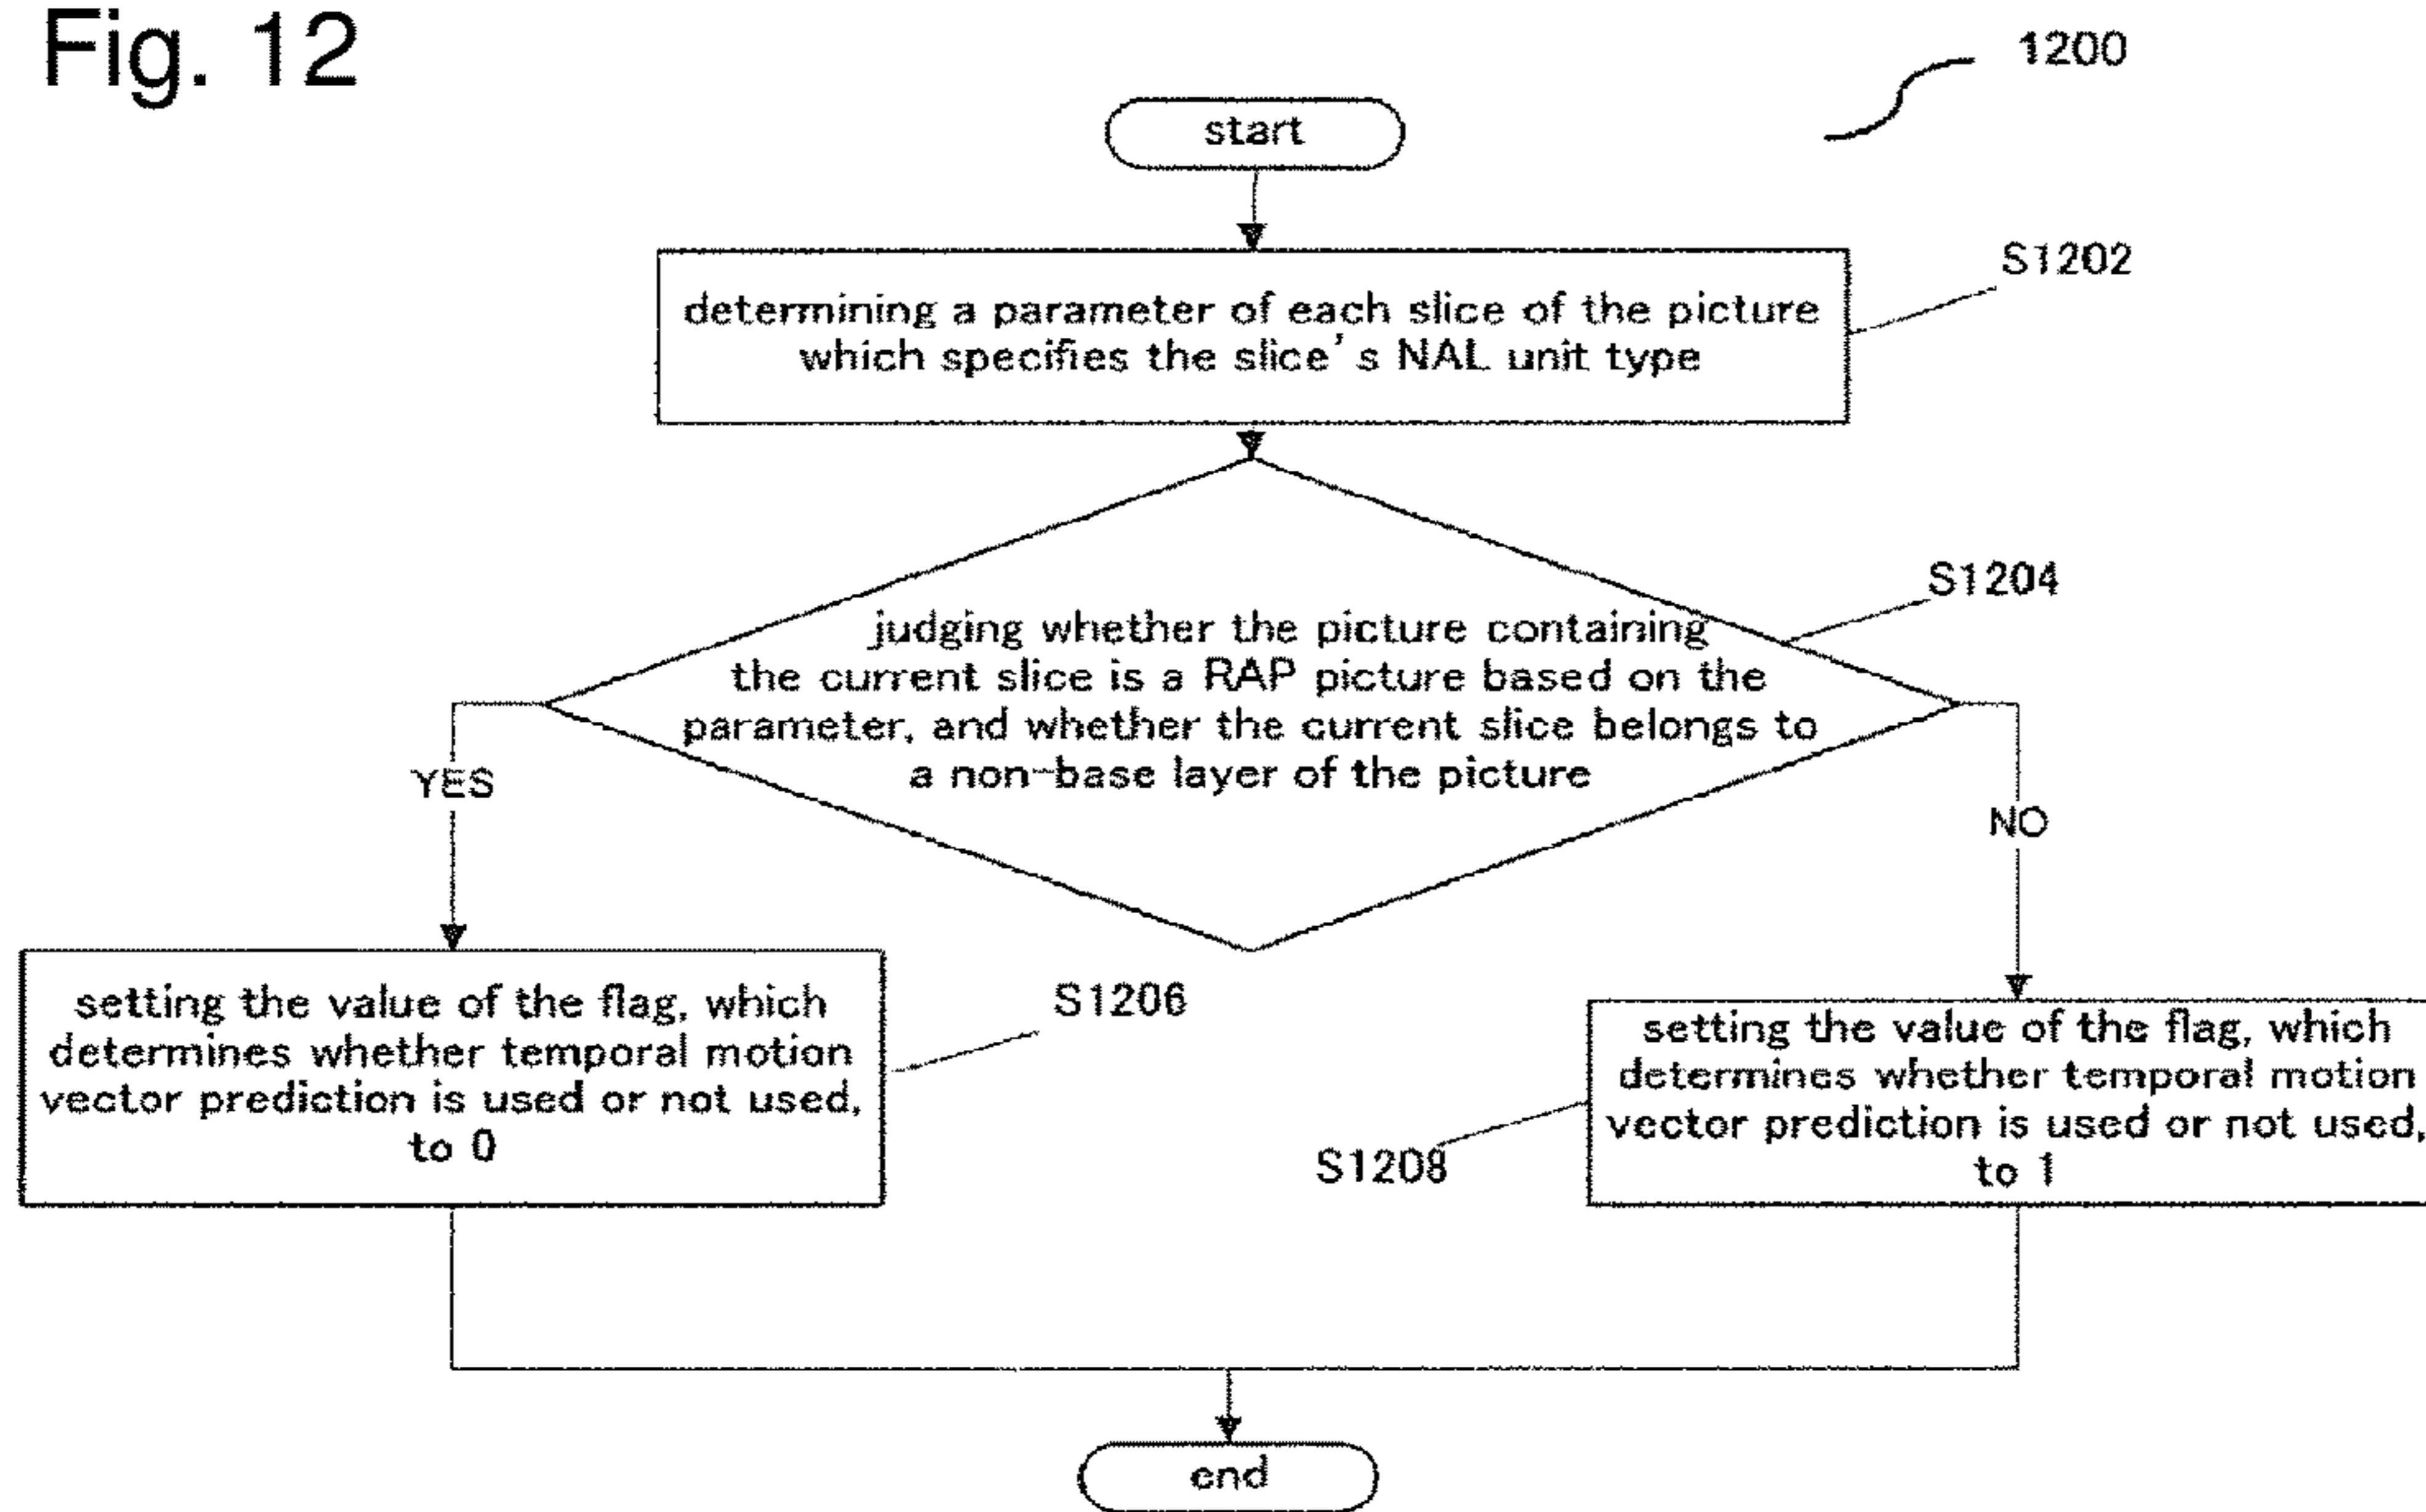 Fig. 12
1200
start
S1202
determining a parameter of each slice of the picture
which specifies the slice's NAL unit type
S1204
judging whether the picture containing
the current slice is a RAP picture based on the
parameter, and whether the current slice belongs to
a non-base layer of the picture
YES
NO
setting the value of the flag, which
determines whether temporal motion
vector prediction is used or not used,
to 0
S1206
setting the value of the flag, which
determines whether temporal motion
vector prediction is used or not used,
to 1
S1208
end